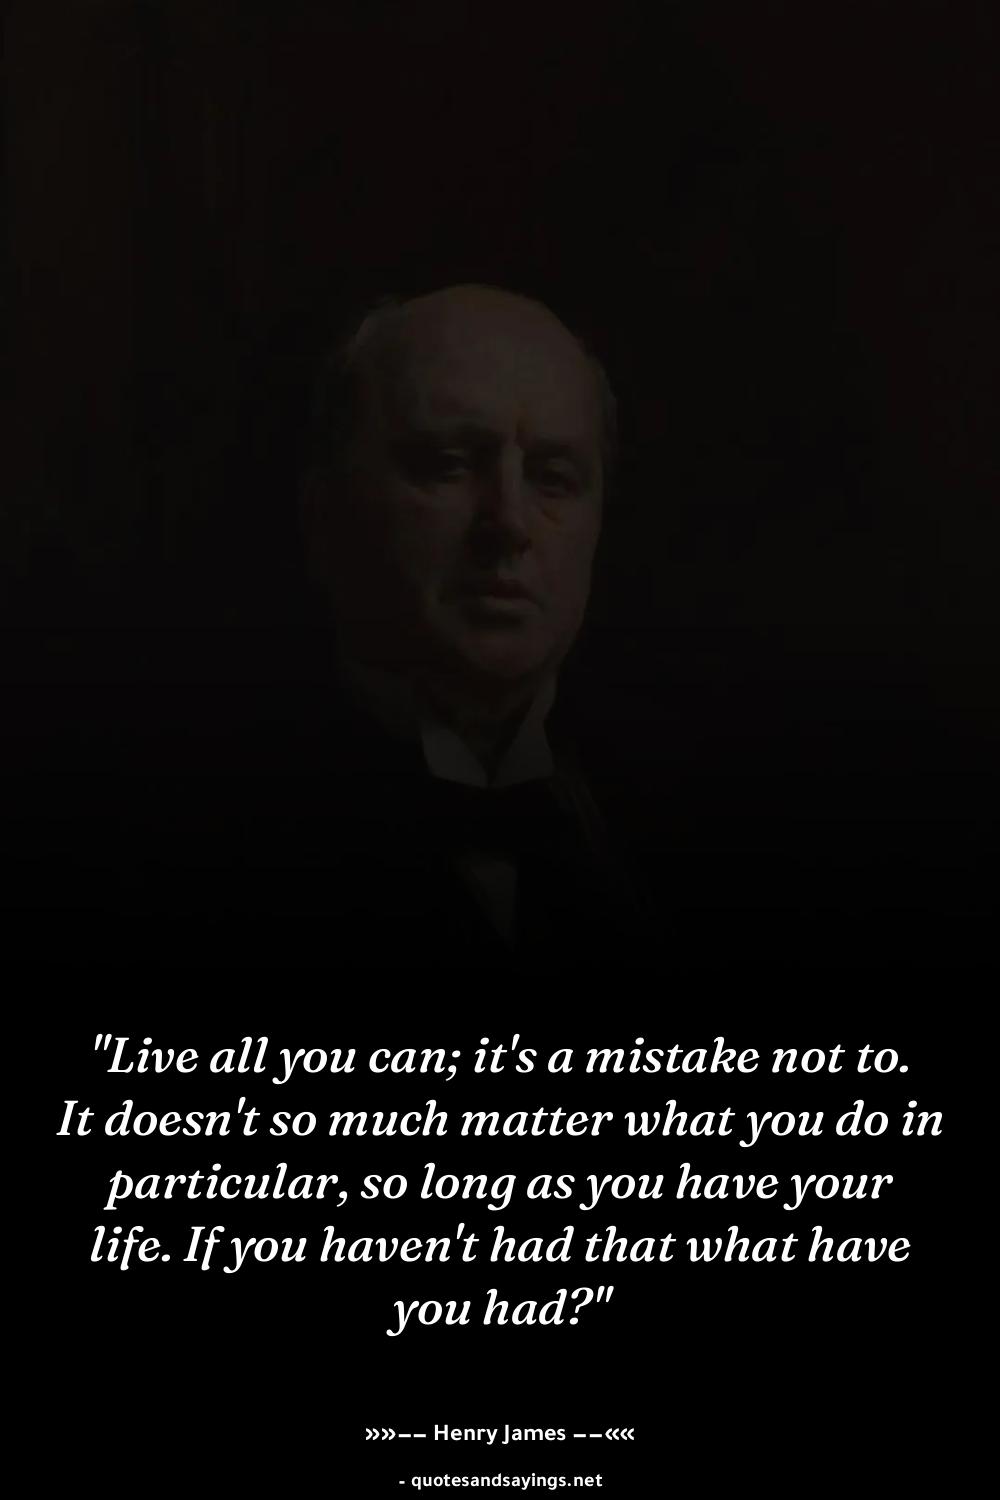 "Live all you can; it's a mistake not to.
It doesn't so much matter what you do in
particular, so long as you have your
life. If you haven't had that what have
you had?"
»»−− Henry James −−««
- quotesandsayings.net